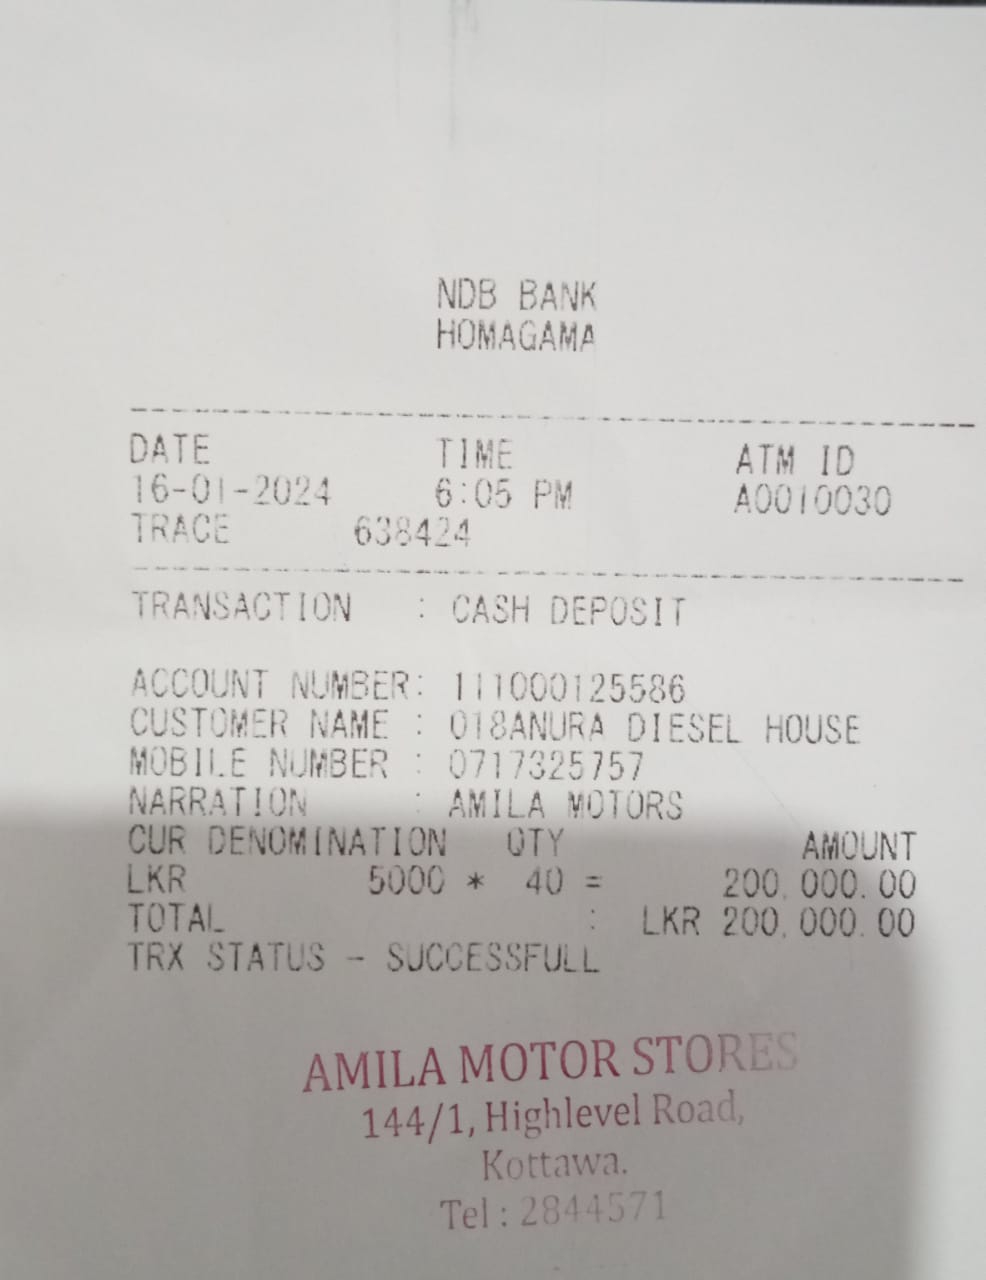 NDB BANK
HOMAGAMA
DATE TIME ATM ID
16-01-2024 6:05 PM A0010030
TRACE 638424
TRANSACTION : CASH DEPOSIT
ACCOUNT NUMBER: 111000125586
CUSTOMER NAME : 018ANURA DIESEL HOUSE
MOBILE NUMBER : 0717325757
NARRATION : AMILA MOTORS
CUR DENOMINATION QTY AMOUNT
LKR 5000 * 40 = 200,000.00
TOTAL : LKR 200,000.00
TRX STATUS - SUCCESSFULL
AMILA MOTOR STORES
144/1, Highlevel Road,
Kottawa.
Tel : 2844571